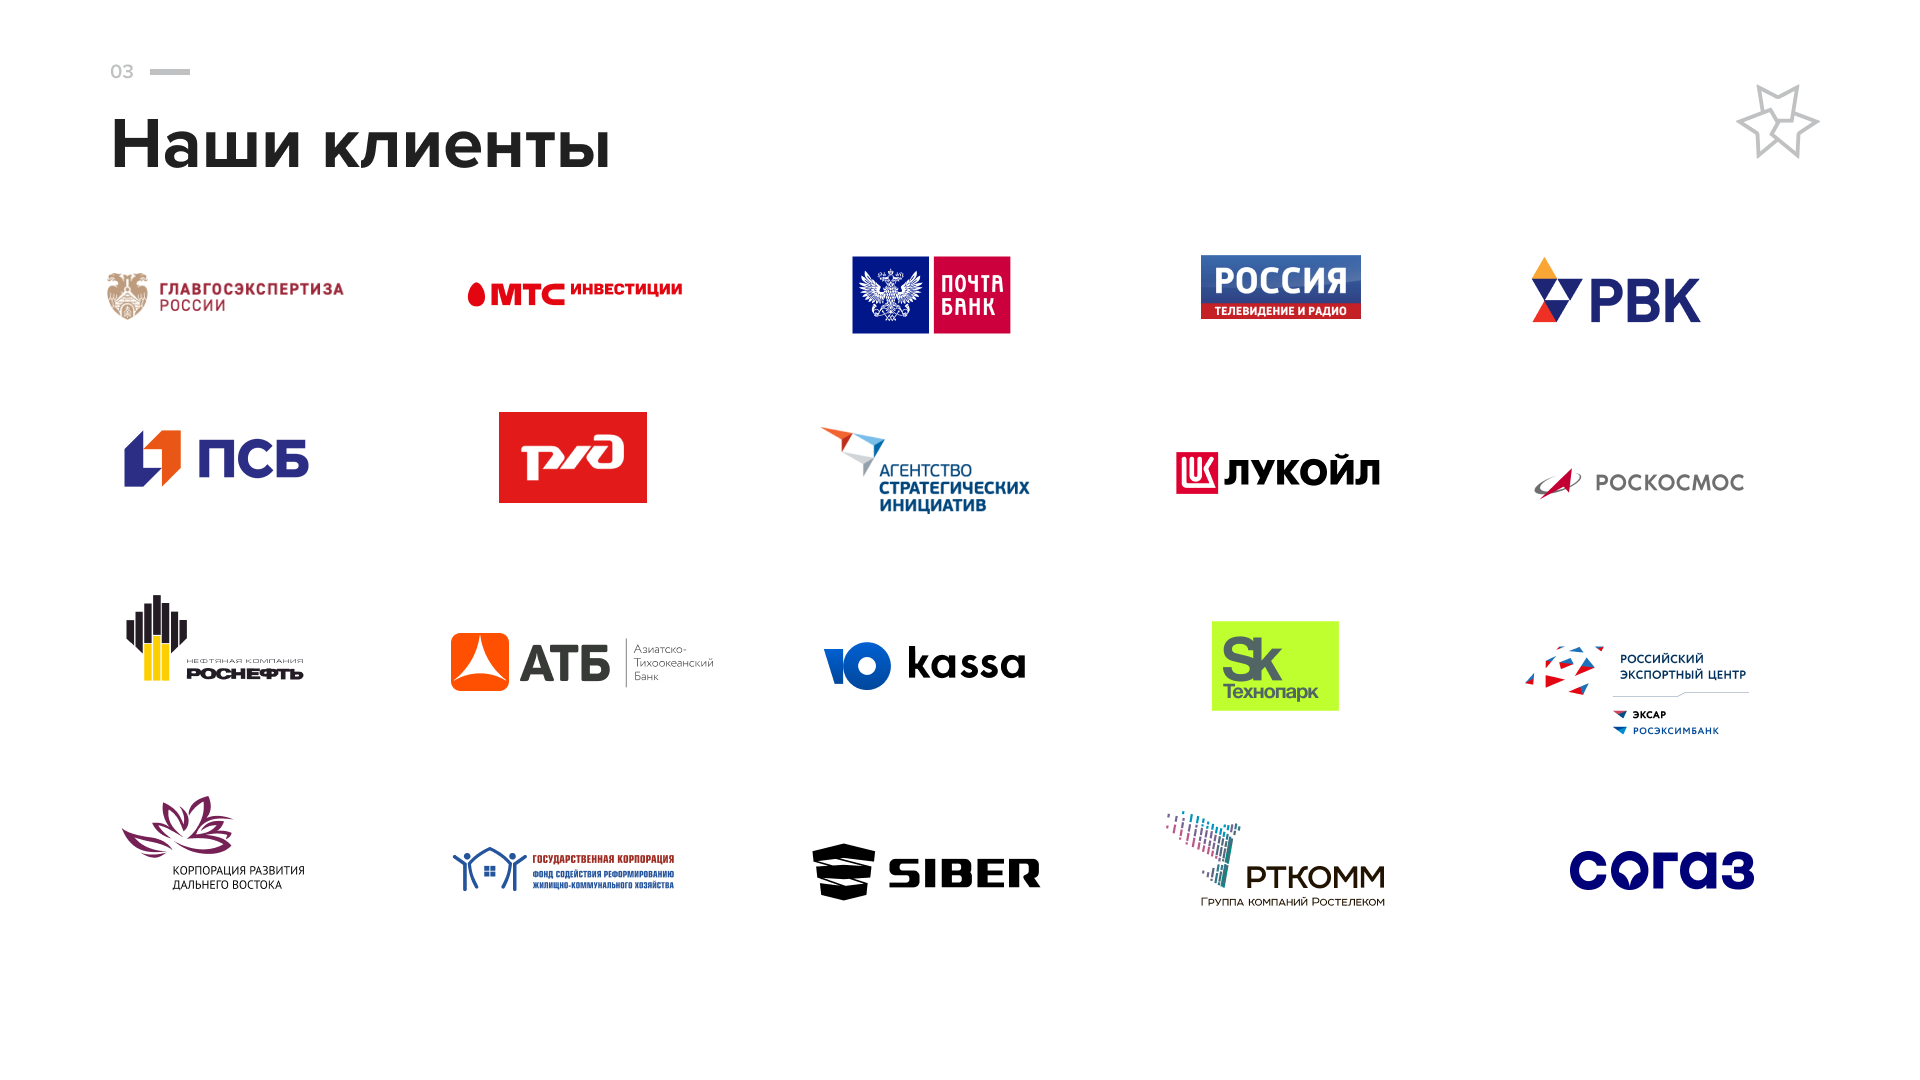 03
Наши клиенты
ГЛАВГОСЭКСПЕРТИЗА
РОССИИ
МТС ИНВЕСТИЦИИ
ПОЧТА
БАНК
РОССИЯ
ТЕЛЕВИДЕНИЕ И РАДИО
РВК
ПСБ
РЖД
АГЕНТСТВО
СТРАТЕГИЧЕСКИХ
ИНИЦИАТИВ
ЛУКОЙЛ
РОСКОСМОС
НЕФТЯНАЯ КОМПАНИЯ
РОСНЕФТЬ
АТБ
Азиатско-
Тихоокеанский
Банк
Ю kassa
Sk
Технопарк
РОССИЙСКИЙ
ЭКСПОРТНЫЙ ЦЕНТР
ЭКСАР
РОСЭКСИМБАНК
КОРПОРАЦИЯ РАЗВИТИЯ
ДАЛЬНЕГО ВОСТОКА
ГОСУДАРСТВЕННАЯ КОРПОРАЦИЯ
ФОНД СОДЕЙСТВИЯ РЕФОРМИРОВАНИЮ
ЖИЛИЩНО-КОММУНАЛЬНОГО ХОЗЯЙСТВА
SIBER
РТКОММ
Группа компаний Ростелеком
согаз